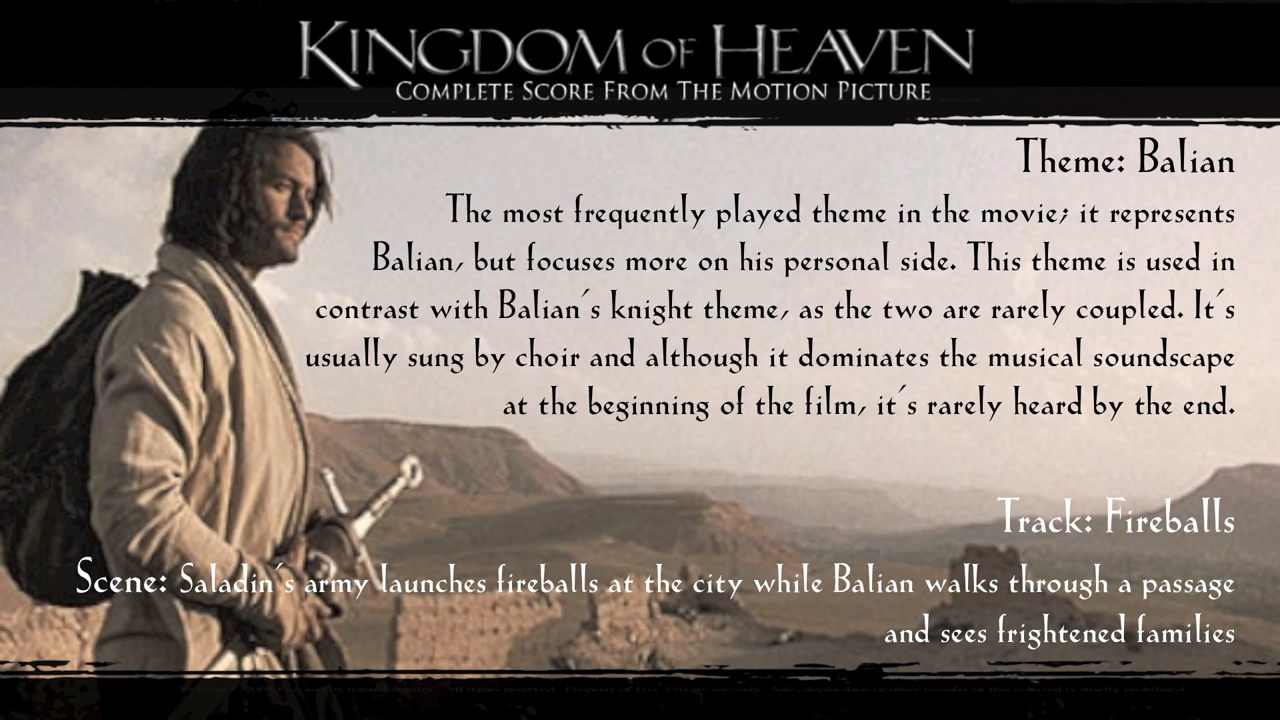 KINGDOM OF HEAVEN
COMPLETE SCORE FROM THE MOTION PICTURE
Theme: Balian
The most frequently played theme in the movie; it represents
Balian, but focuses more on his personal side. This theme is used in
contrast with Balian´s knight theme, as the two are rarely coupled. It´s
usually sung by choir and although it dominates the musical soundscape
at the beginning of the film, it´s rarely heard by the end.
Track: Fireballs
Scene: Saladin´s army launches fireballs at the city while Balian walks through a passage
and sees frightened families